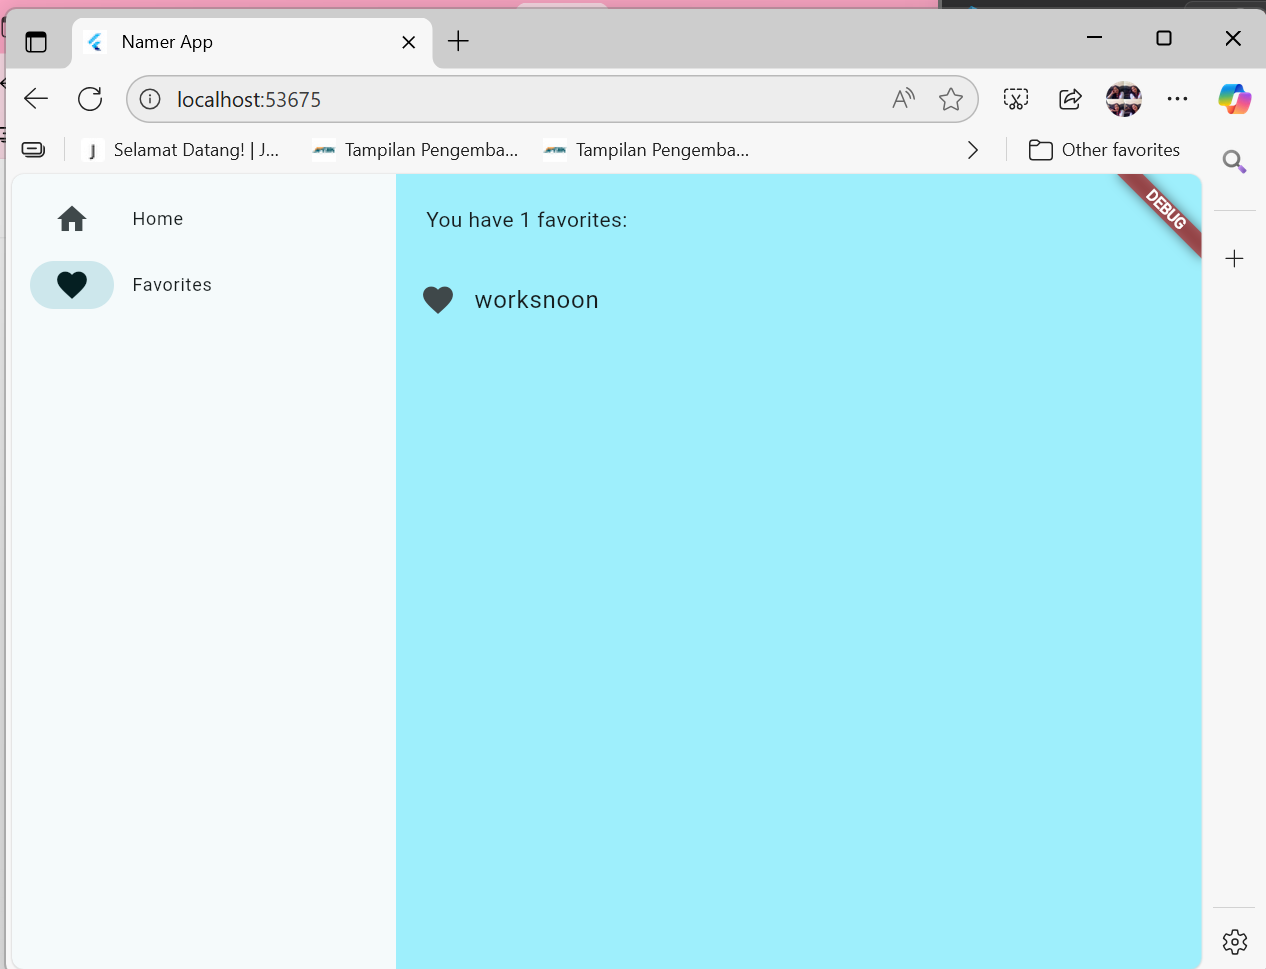 Namer App
localhost:53675
Selamat Datang! | J...
Tampilan Pengemba...
Tampilan Pengemba...
Other favorites
Home
Favorites
You have 1 favorites:
worksnoon
DEBUG